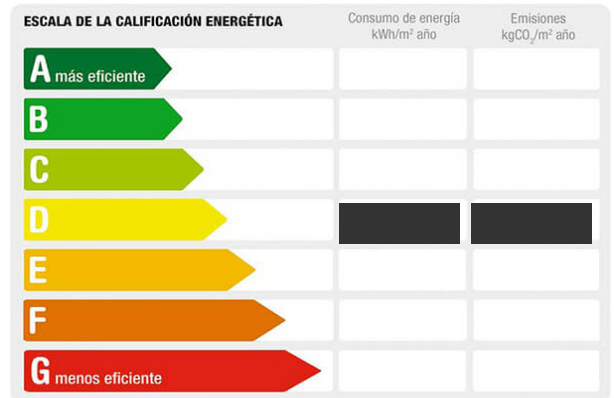 ESCALA DE LA CALIFICACIÓN ENERGÉTICA
Consumo de energía
kWh/m² año
Emisiones
kgCO₂/m² año
A más eficiente
B
C
D
E
F
G menos eficiente